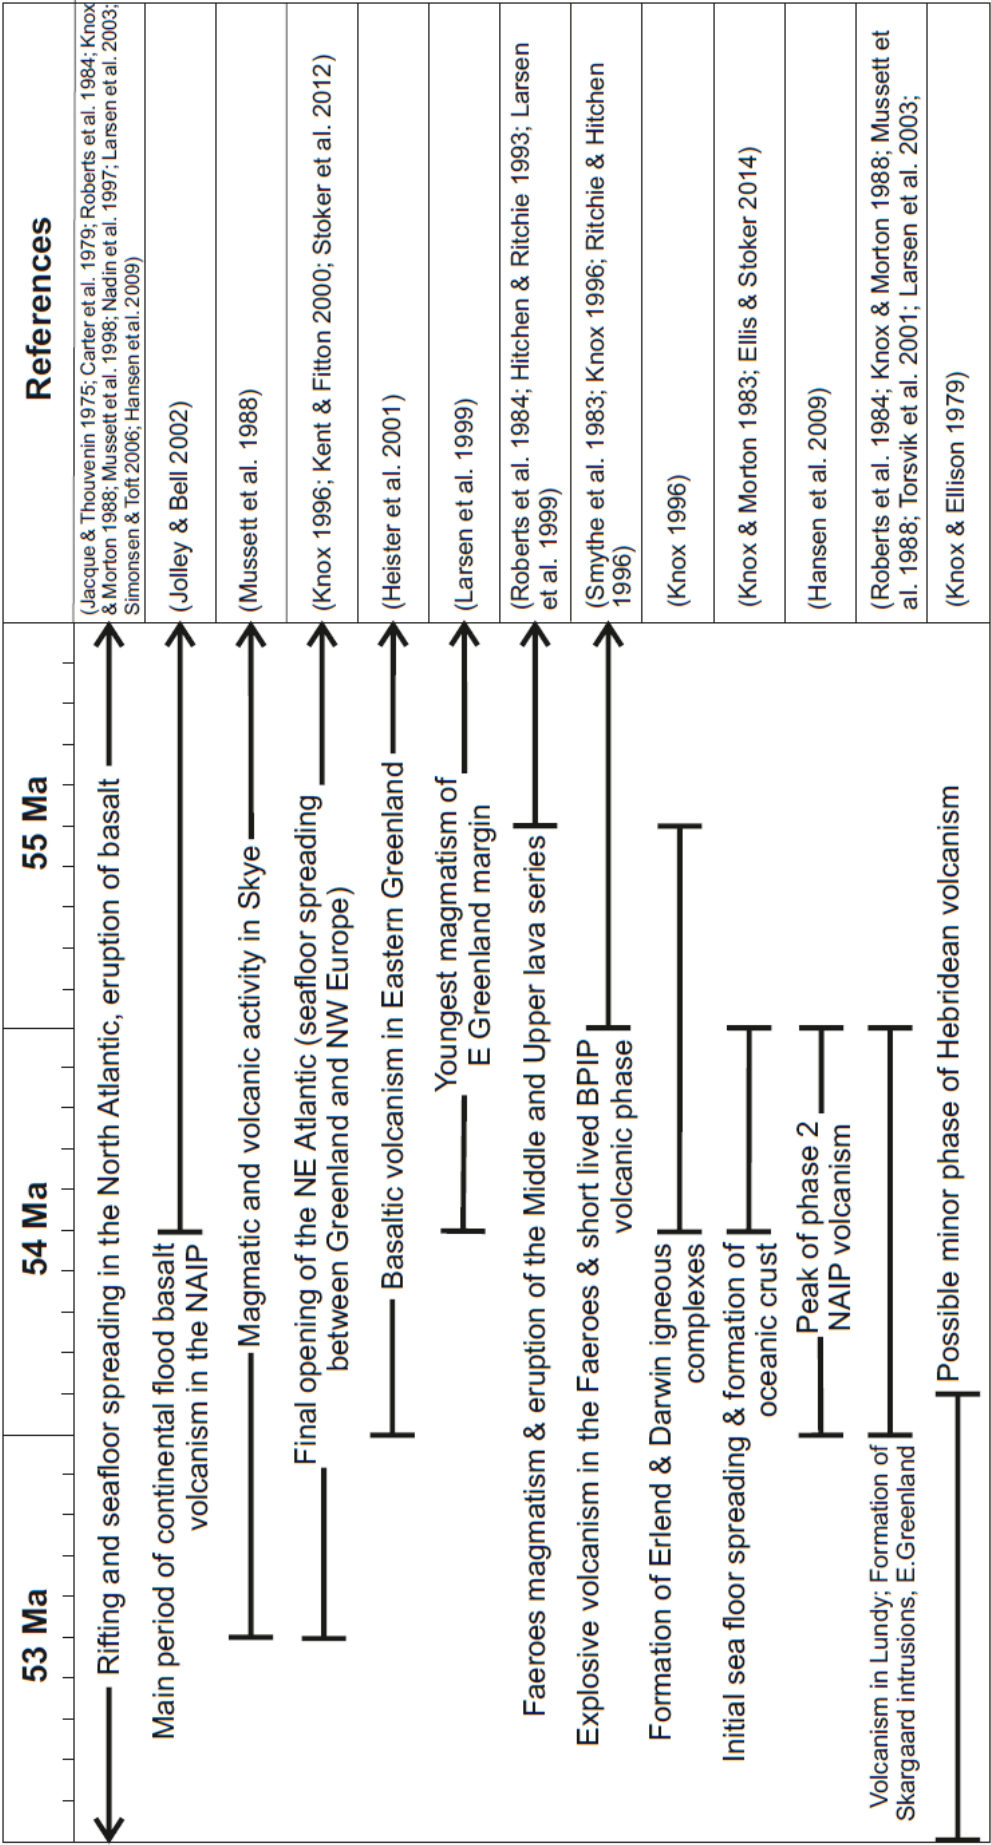 53 Ma
54 Ma
55 Ma
References
Rifting and seafloor spreading in the North Atlantic, eruption of basalt
(Jacque & Thouvenin 1975; Carter et al. 1979; Roberts et al. 1984; Knox
& Morton 1988; Mussett et al. 1998; Nadin et al. 1997; Larsen et al. 2003;
Simonsen & Toft 2006; Hansen et al. 2009)
Main period of continental flood basalt
volcanism in the NAIP
(Jolley & Bell 2002)
Magmatic and volcanic activity in Skye
(Mussett et al. 1988)
Final opening of the NE Atlantic (seafloor spreading
between Greenland and NW Europe)
(Knox 1996; Kent & Fitton 2000; Stoker et al. 2012)
Basaltic volcanism in Eastern Greenland
(Heister et al. 2001)
Youngest magmatism of
E Greenland margin
(Larsen et al. 1999)
Faeroes magmatism & eruption of the Middle and Upper lava series
(Roberts et al. 1984; Hitchen & Ritchie 1993; Larsen
et al. 1999)
Explosive volcanism in the Faeroes & short lived BPIP
volcanic phase
(Smythe et al. 1983; Knox 1996; Ritchie & Hitchen
1996)
Formation of Erlend & Darwin igneous
complexes
(Knox 1996)
Initial sea floor spreading & formation of
oceanic crust
(Knox & Morton 1983; Ellis & Stoker 2014)
Peak of phase 2
NAIP volcanism
(Hansen et al. 2009)
Volcanism in Lundy; Formation of
Skargaard intrusions, E.Greenland
(Roberts et al. 1984; Knox & Morton 1988; Mussett et
al. 1988; Torsvik et al. 2001; Larsen et al. 2003;
Possible minor phase of Hebridean volcanism
(Knox & Ellison 1979)